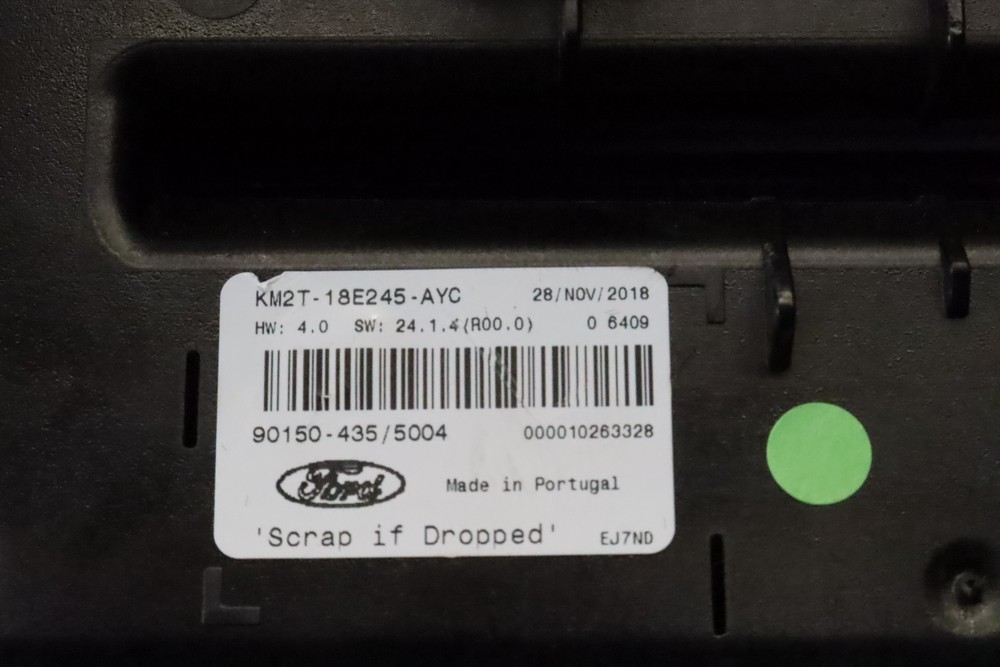 KM2T-18E245-AYC 28/NOV/2018
HW: 4.0 SW: 24.1.4(R00.0) 0 6409
90150-435/5004 000010263328
Ford Made in Portugal
'Scrap if Dropped' EJ7ND